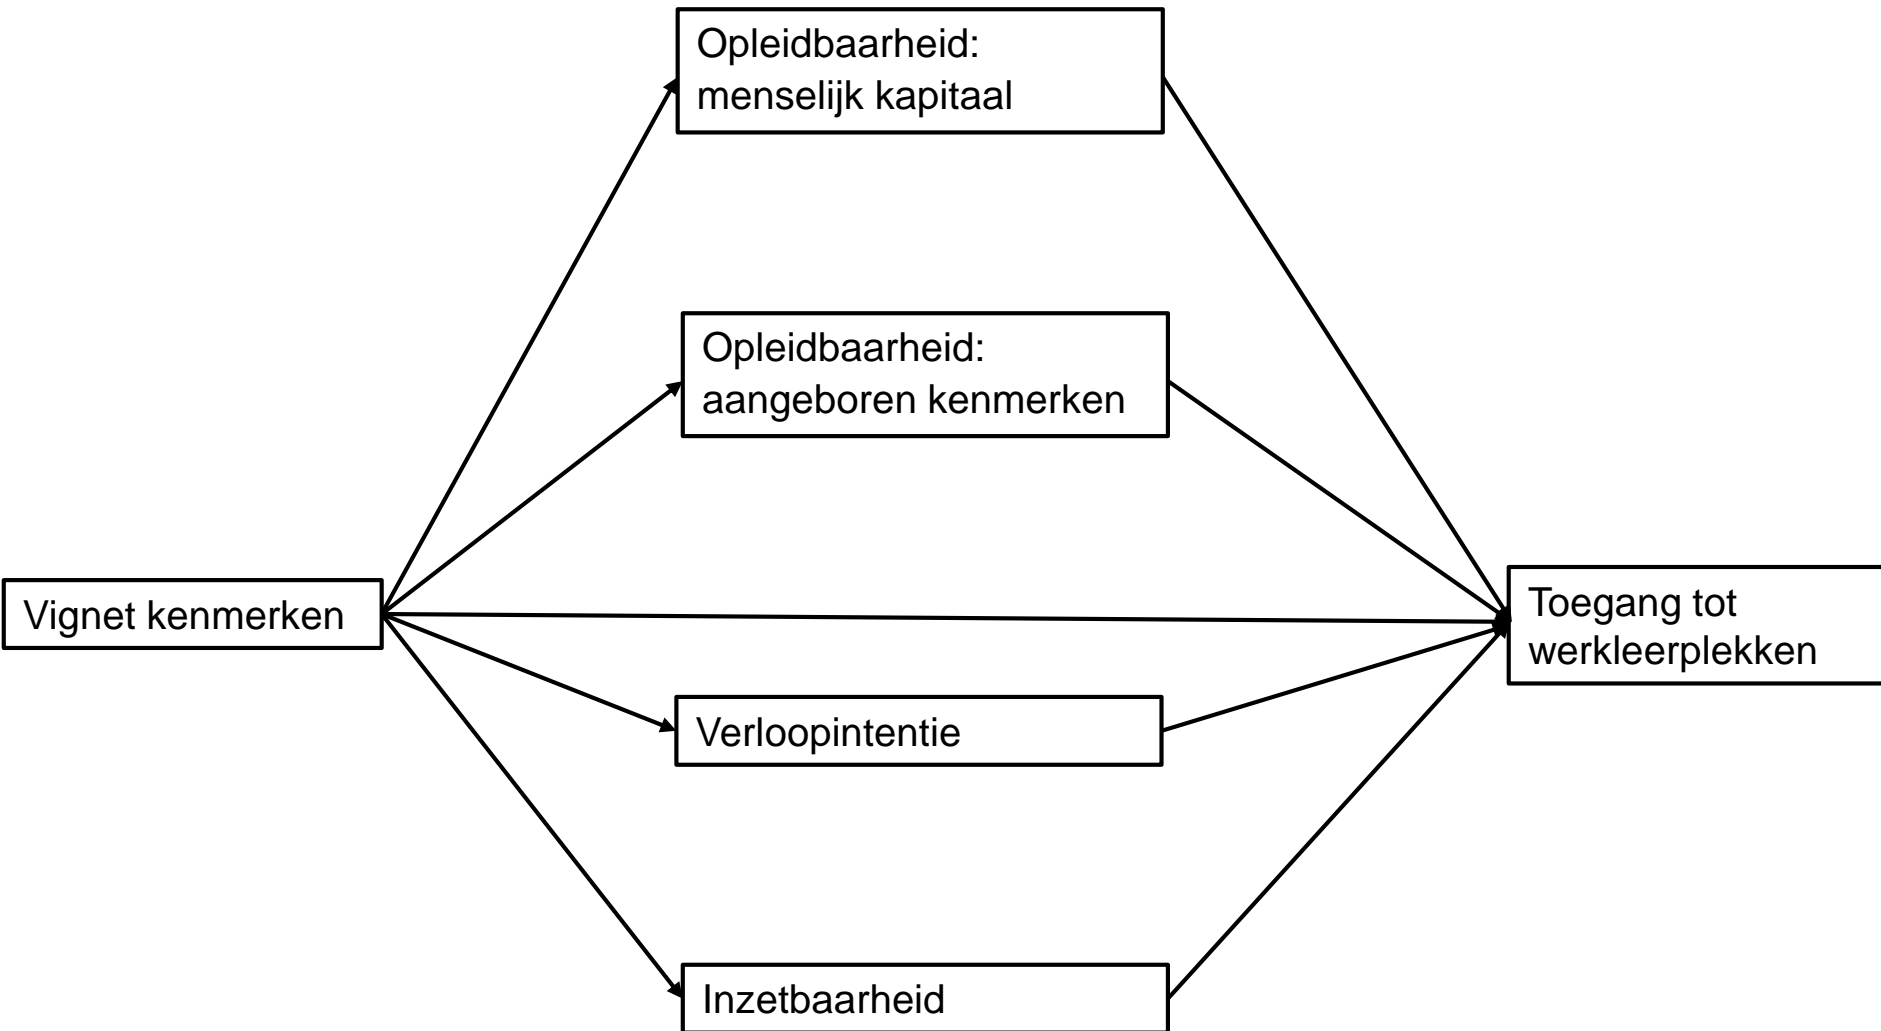 Opleidbaarheid:
menselijk kapitaal
Opleidbaarheid:
aangeboren kenmerken
Vignet kenmerken
Toegang tot
werkleerplekken
Verloopintentie
Inzetbaarheid